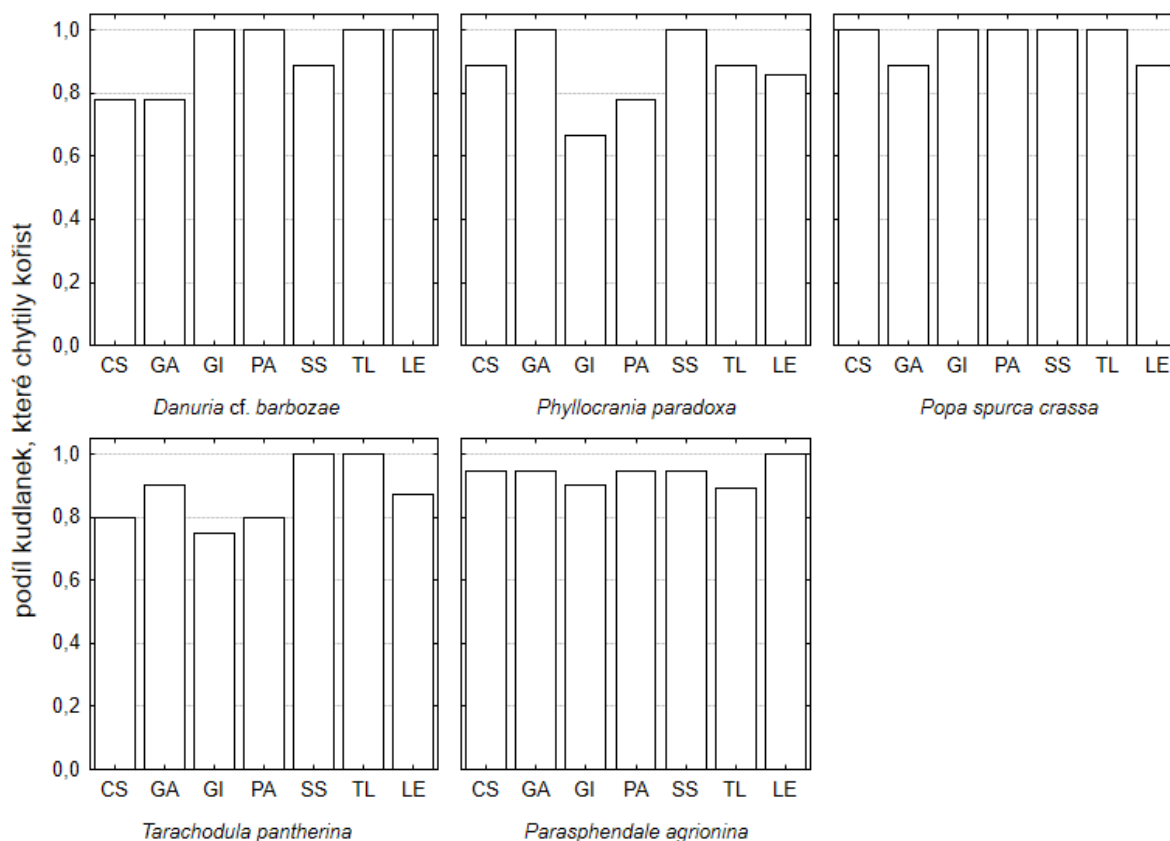 podíl kudlanek, které chytily kořist
1,0
0,8
0,6
0,4
0,2
0,0
CS GA GI PA SS TL LE
Danuria cf. barbozae
CS GA GI PA SS TL LE
Phyllocrania paradoxa
CS GA GI PA SS TL LE
Popa spurca crassa
1,0
0,8
0,6
0,4
0,2
0,0
CS GA GI PA SS TL LE
Tarachodula pantherina
CS GA GI PA SS TL LE
Parasphendale agrionina